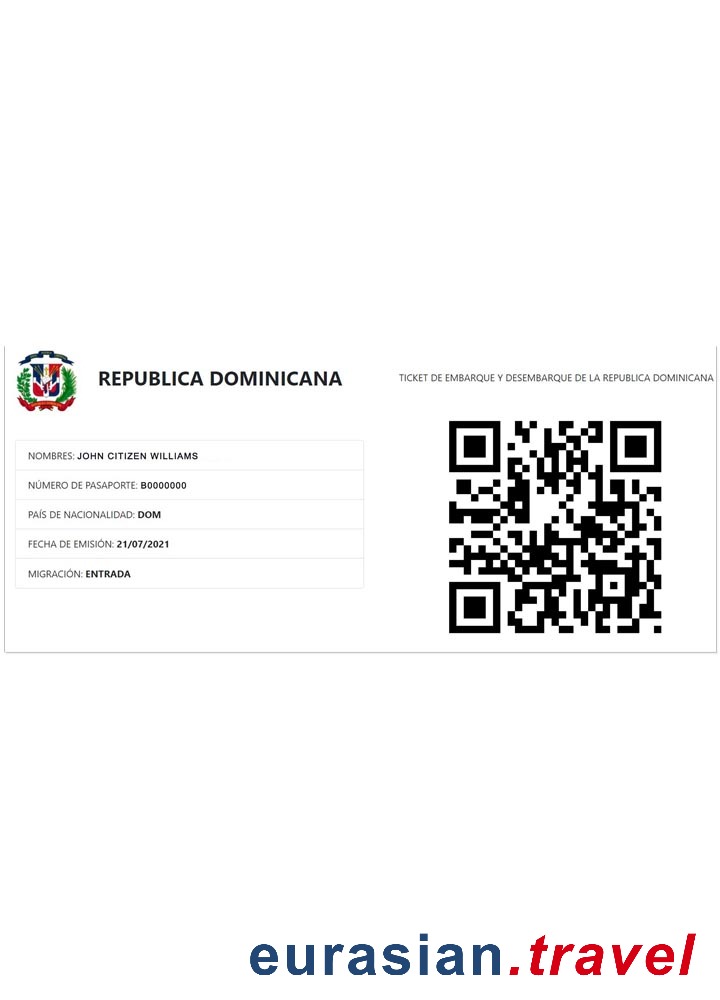 REPUBLICA DOMINICANA
TICKET DE EMBARQUE Y DESEMBARQUE DE LA REPUBLICA DOMINICANA
NOMBRES: JOHN CITIZEN WILLIAMS
NÚMERO DE PASAPORTE: B0000000
PAÍS DE NACIONALIDAD: DOM
FECHA DE EMISIÓN: 21/07/2021
MIGRACIÓN: ENTRADA
eurasian.travel